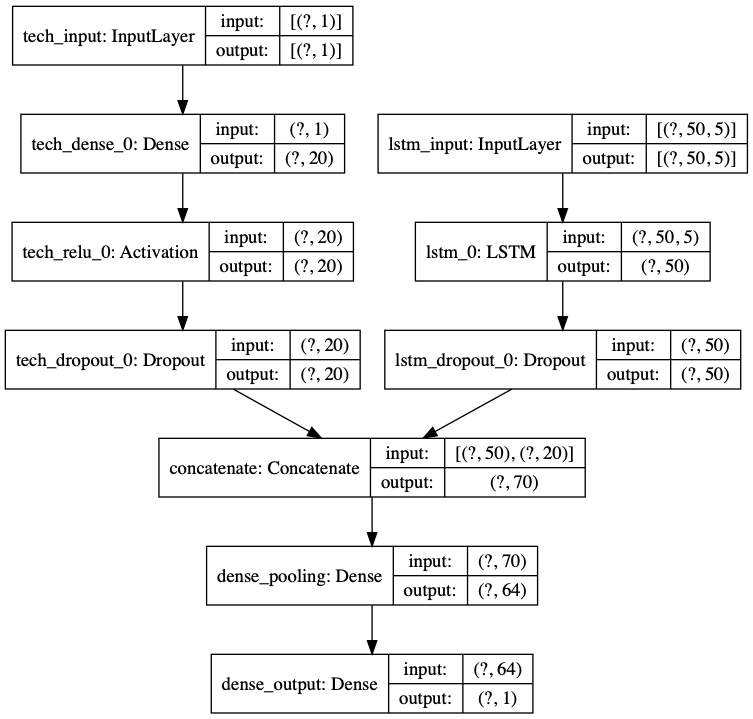 tech_input: InputLayer
input: [(?, 1)]
output: [(?, 1)]
tech_dense_0: Dense
input: (?, 1)
output: (?, 20)
lstm_input: InputLayer
input: [(?, 50, 5)]
output: [(?, 50, 5)]
tech_relu_0: Activation
input: (?, 20)
output: (?, 20)
lstm_0: LSTM
input: (?, 50, 5)
output: (?, 50)
tech_dropout_0: Dropout
input: (?, 20)
output: (?, 20)
lstm_dropout_0: Dropout
input: (?, 50)
output: (?, 50)
concatenate: Concatenate
input: [(?, 50), (?, 20)]
output: (?, 70)
dense_pooling: Dense
input: (?, 70)
output: (?, 64)
dense_output: Dense
input: (?, 64)
output: (?, 1)